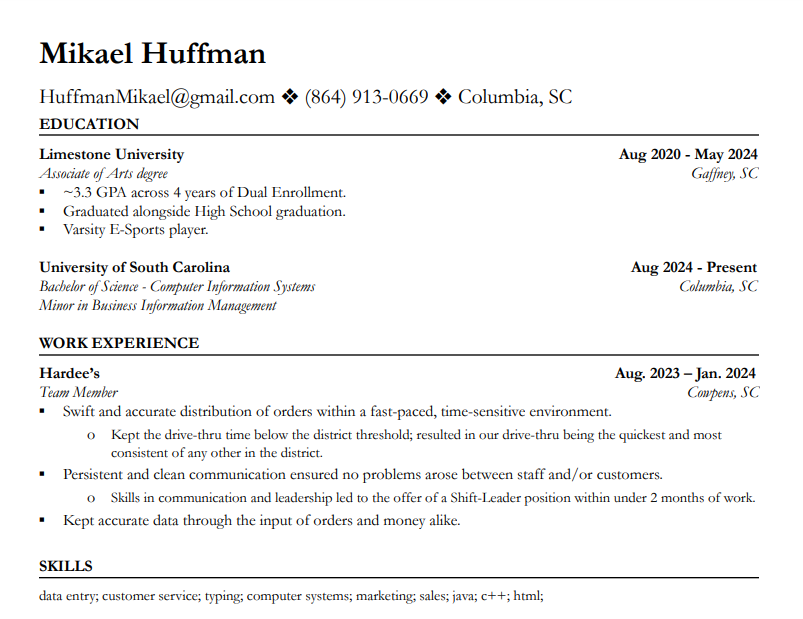 Mikael Huffman
HuffmanMikael@gmail.com ❖ (864) 913-0669 ❖ Columbia, SC
EDUCATION
Limestone University Aug 2020 - May 2024
Associate of Arts degree Gaffney, SC
▪ ~3.3 GPA across 4 years of Dual Enrollment.
▪ Graduated alongside High School graduation.
▪ Varsity E-Sports player.
University of South Carolina Aug 2024 - Present
Bachelor of Science - Computer Information Systems Columbia, SC
Minor in Business Information Management
WORK EXPERIENCE
Hardee’s Aug. 2023 – Jan. 2024
Team Member Cowpens, SC
▪ Swift and accurate distribution of orders within a fast-paced, time-sensitive environment.
o Kept the drive-thru time below the district threshold; resulted in our drive-thru being the quickest and most
consistent of any other in the district.
▪ Persistent and clean communication ensured no problems arose between staff and/or customers.
o Skills in communication and leadership led to the offer of a Shift-Leader position within under 2 months of work.
▪ Kept accurate data through the input of orders and money alike.
SKILLS
data entry; customer service; typing; computer systems; marketing; sales; java; c++; html;